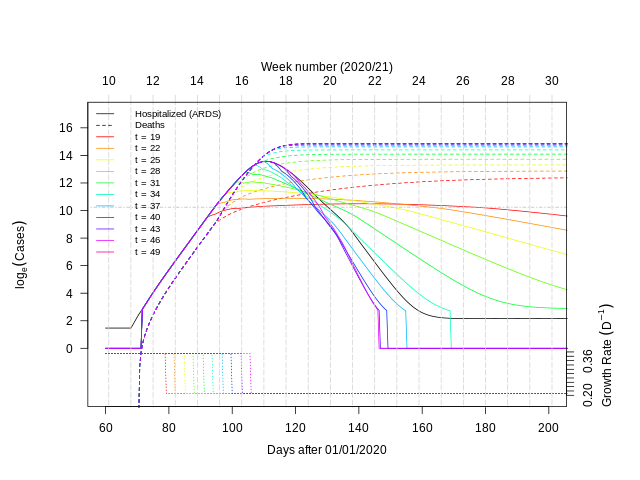 Week number (2020/21)
10 12 14 16 18 20 22 24 26 28 30
Hospitalized (ARDS)
Deaths
t = 19
t = 22
t = 25
t = 28
t = 31
t = 34
t = 37
t = 40
t = 43
t = 46
t = 49
16
14
12
10
8
6
4
2
0
logₑ(Cases)
0.36
0.20
Growth Rate (D⁻¹)
60 80 100 120 140 160 180 200
Days after 01/01/2020